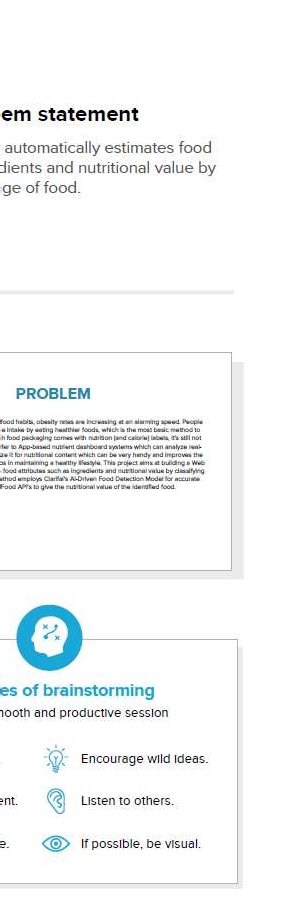 em statement
automatically estimates food
dients and nutritional value by
ge of food.
PROBLEM
food habits, obesity rates are increasing at an alarming speed. People
e intake by eating healthier foods, which is the most basic method to
h food packaging comes with nutrition (and calorie) labels, it's still not
fer to App-based nutrient dashboard systems which can analyze real-
ze it for nutritional content which can be very handy and improves the
ps in maintaining a healthy lifestyle. This project aims at building a Web
food attributes such as ingredients and nutritional value by classifying
ethod employs Clarifai's AI-Driven Food Detection Model for accurate
Food API's to give the nutritional value of the identified food.
es of brainstorming
nooth and productive session
Encourage wild ideas.
ent.
Listen to others.
e.
If possible, be visual.